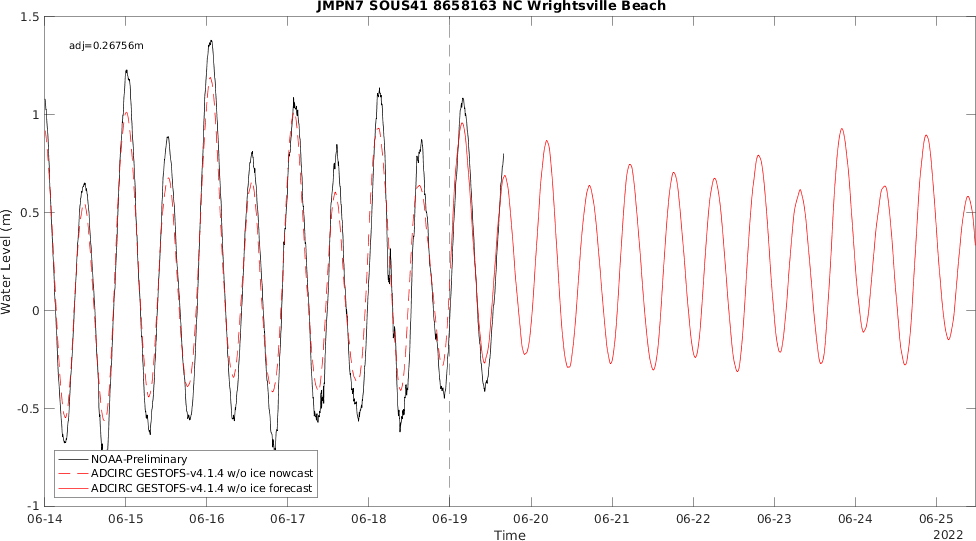 JMPN7 SOUS41 8658163 NC Wrightsville Beach
adj=0.26756m
1.5
1
0.5
0
-0.5
-1
Water Level (m)
NOAA-Preliminary
ADCIRC GESTOFS-v4.1.4 w/o ice nowcast
ADCIRC GESTOFS-v4.1.4 w/o ice forecast
06-14 06-15 06-16 06-17 06-18 06-19 06-20 06-21 06-22 06-23 06-24 06-25
Time
2022